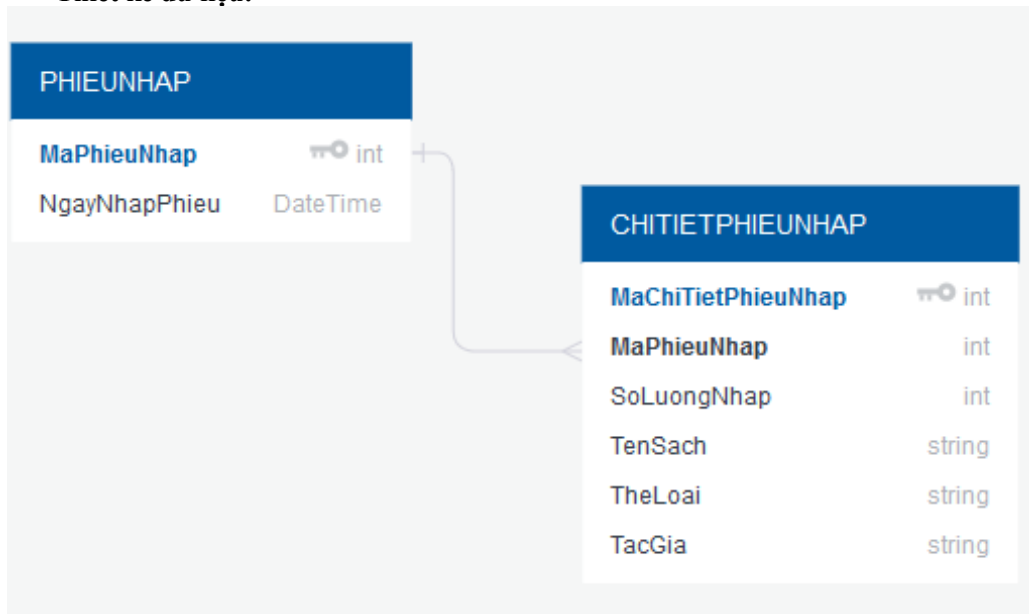 PHIEUNHAP
MaPhieuNhap int
NgayNhapPhieu DateTime
CHITIETPHIEUNHAP
MaChiTietPhieuNhap int
MaPhieuNhap int
SoLuongNhap int
TenSach string
TheLoai string
TacGia string